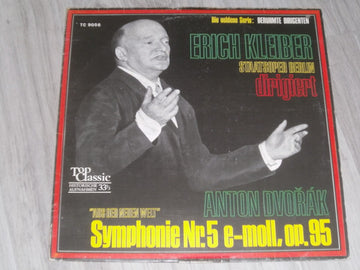 TC 9052
Die goldene Serie: BERÜHMTE DIRIGENTEN
ERICH KLEIBER
STAATSOPER BERLIN
dirigiert
Top
Classic
HISTORISCHE
AUFNAHMEN
33⅓
ANTON DVOŘÁK
"AUS DER NEUEN WELT"
Symphonie Nr. 5 e-moll, op. 95